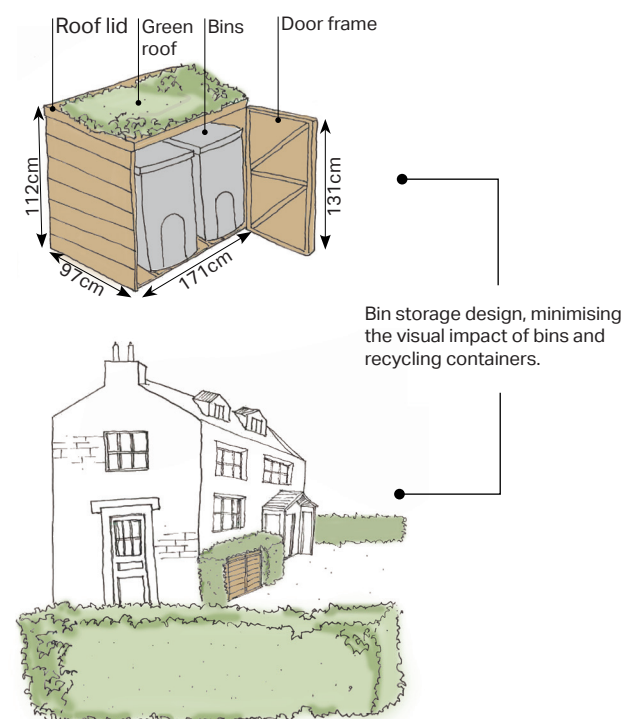 Roof lid
Green
roof
Bins
Door frame
112cm
131cm
97cm
171cm
Bin storage design, minimising
the visual impact of bins and
recycling containers.